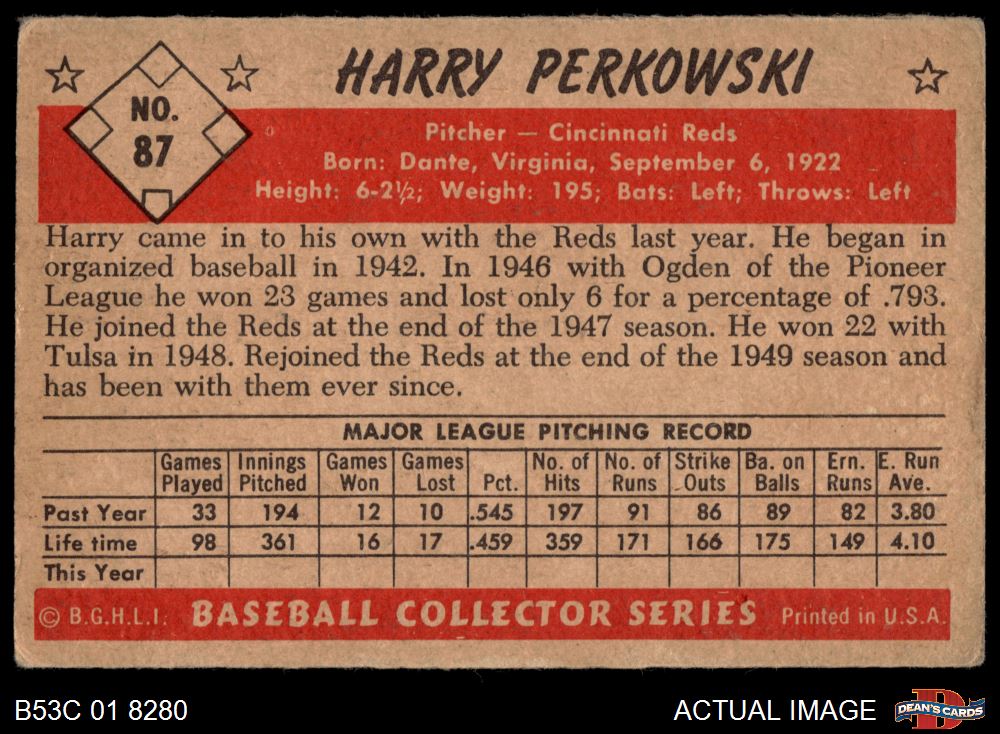 HARRY PERKOWSKI
NO.
87
Pitcher — Cincinnati Reds
Born: Dante, Virginia, September 6, 1922
Height: 6-2½; Weight: 195; Bats: Left; Throws: Left
Harry came in to his own with the Reds last year. He began in
organized baseball in 1942. In 1946 with Ogden of the Pioneer
League he won 23 games and lost only 6 for a percentage of .793.
He joined the Reds at the end of the 1947 season. He won 22 with
Tulsa in 1948. Rejoined the Reds at the end of the 1949 season and
has been with them ever since.
MAJOR LEAGUE PITCHING RECORD
Games Innings Games Games No. of No. of Strike Ba. on Ern. E. Run
Played Pitched Won Lost Pct. Hits Runs Outs Balls Runs Ave.
Past Year 33 194 12 10 .545 197 91 86 89 82 3.80
Life time 98 361 16 17 .459 359 171 166 175 149 4.10
This Year
© B.G.H.L.I. BASEBALL COLLECTOR SERIES Printed in U.S.A.
B53C 01 8280 ACTUAL IMAGE DEAN'S CARDS